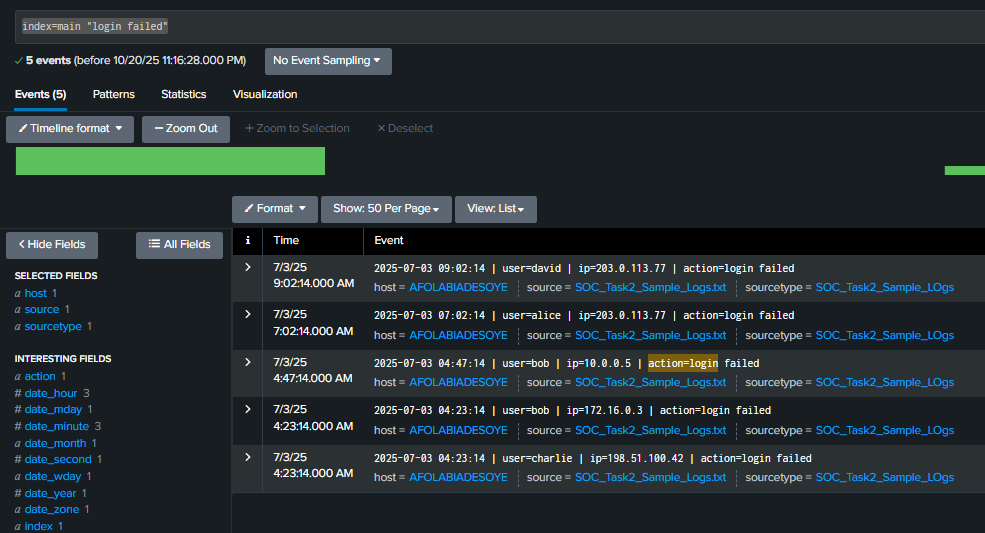 index=main "login failed"
✓ 5 events (before 10/20/25 11:16:28.000 PM) No Event Sampling ▾
Events (5) Patterns Statistics Visualization
Timeline format ▾ — Zoom Out + Zoom to Selection × Deselect
Format ▾ Show: 50 Per Page ▾ View: List ▾
< Hide Fields All Fields
SELECTED FIELDS
a host 1
a source 1
a sourcetype 1
INTERESTING FIELDS
a action 1
# date_hour 3
# date_mday 1
# date_minute 3
a date_month 1
# date_second 1
a date_wday 1
# date_year 1
a date_zone 1
a index 1
i Time Event
> 7/3/25 2025-07-03 09:02:14 | user=david | ip=203.0.113.77 | action=login failed
9:02:14.000 AM host = AFOLABIADESOYE source = SOC_Task2_Sample_Logs.txt sourcetype = SOC_Task2_Sample_LOgs
> 7/3/25 2025-07-03 07:02:14 | user=alice | ip=203.0.113.77 | action=login failed
7:02:14.000 AM host = AFOLABIADESOYE source = SOC_Task2_Sample_Logs.txt sourcetype = SOC_Task2_Sample_LOgs
> 7/3/25 2025-07-03 04:47:14 | user=bob | ip=10.0.0.5 | action=login failed
4:47:14.000 AM host = AFOLABIADESOYE source = SOC_Task2_Sample_Logs.txt sourcetype = SOC_Task2_Sample_LOgs
> 7/3/25 2025-07-03 04:23:14 | user=bob | ip=172.16.0.3 | action=login failed
4:23:14.000 AM host = AFOLABIADESOYE source = SOC_Task2_Sample_Logs.txt sourcetype = SOC_Task2_Sample_LOgs
> 7/3/25 2025-07-03 04:23:14 | user=charlie | ip=198.51.100.42 | action=login failed
4:23:14.000 AM host = AFOLABIADESOYE source = SOC_Task2_Sample_Logs.txt sourcetype = SOC_Task2_Sample_LOgs